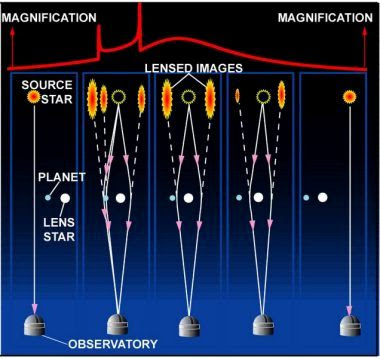 MAGNIFICATION
MAGNIFICATION
LENSED IMAGES
SOURCE
STAR
PLANET
LENS
STAR
OBSERVATORY